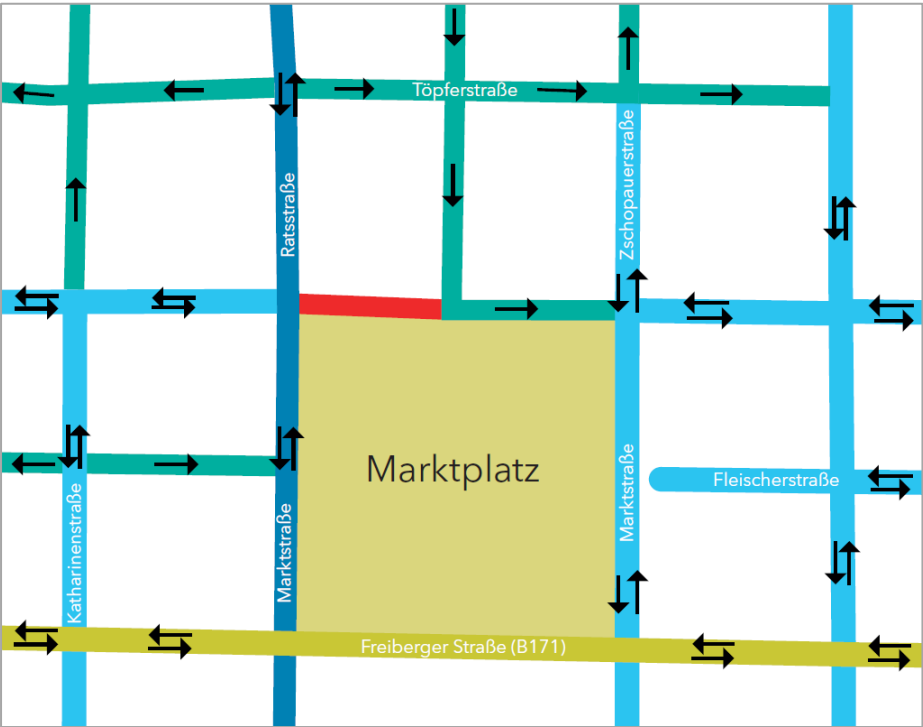 Töpferstraße
Ratsstraße
Zschopauerstraße
Marktplatz
Marktstraße
Fleischerstraße
Katharinenstraße
Marktstraße
Freiberger Straße (B171)